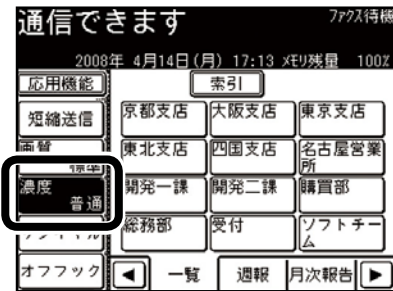 通信できます
ファクス待機
2008年 4月14日(月) 17:13 メモリ残量 100%
応用機能
索引
短縮送信
京都支店
大阪支店
東京支店
画質
標準
東北支店
四国支店
名古屋営業所
濃度
普通
開発一課
開発二課
購買部
総務部
受付
ソフトチーム
オフフック
一覧
週報
月次報告